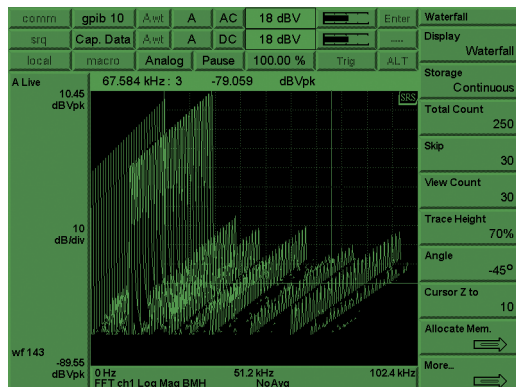 comm gpib 10 Awt A AC 18 dBV Enter
srq Cap. Data Awt A DC 18 dBV ----
local macro Analog Pause 100.00 % Trig ALT
A Live 67.584 kHz : 3 -79.059 dBVpk
10.45
dBVpk
SRS
10
dB/div
wf 143
-89.55
dBVpk
0 Hz 51.2 kHz 102.4 kHz
FFT ch1 Log Mag BMH NoAvg
Waterfall
Display
Waterfall
Storage
Continuous
Total Count
250
Skip
30
View Count
30
Trace Height
70%
Angle
-45°
Cursor Z to
10
Allocate Mem.
More...